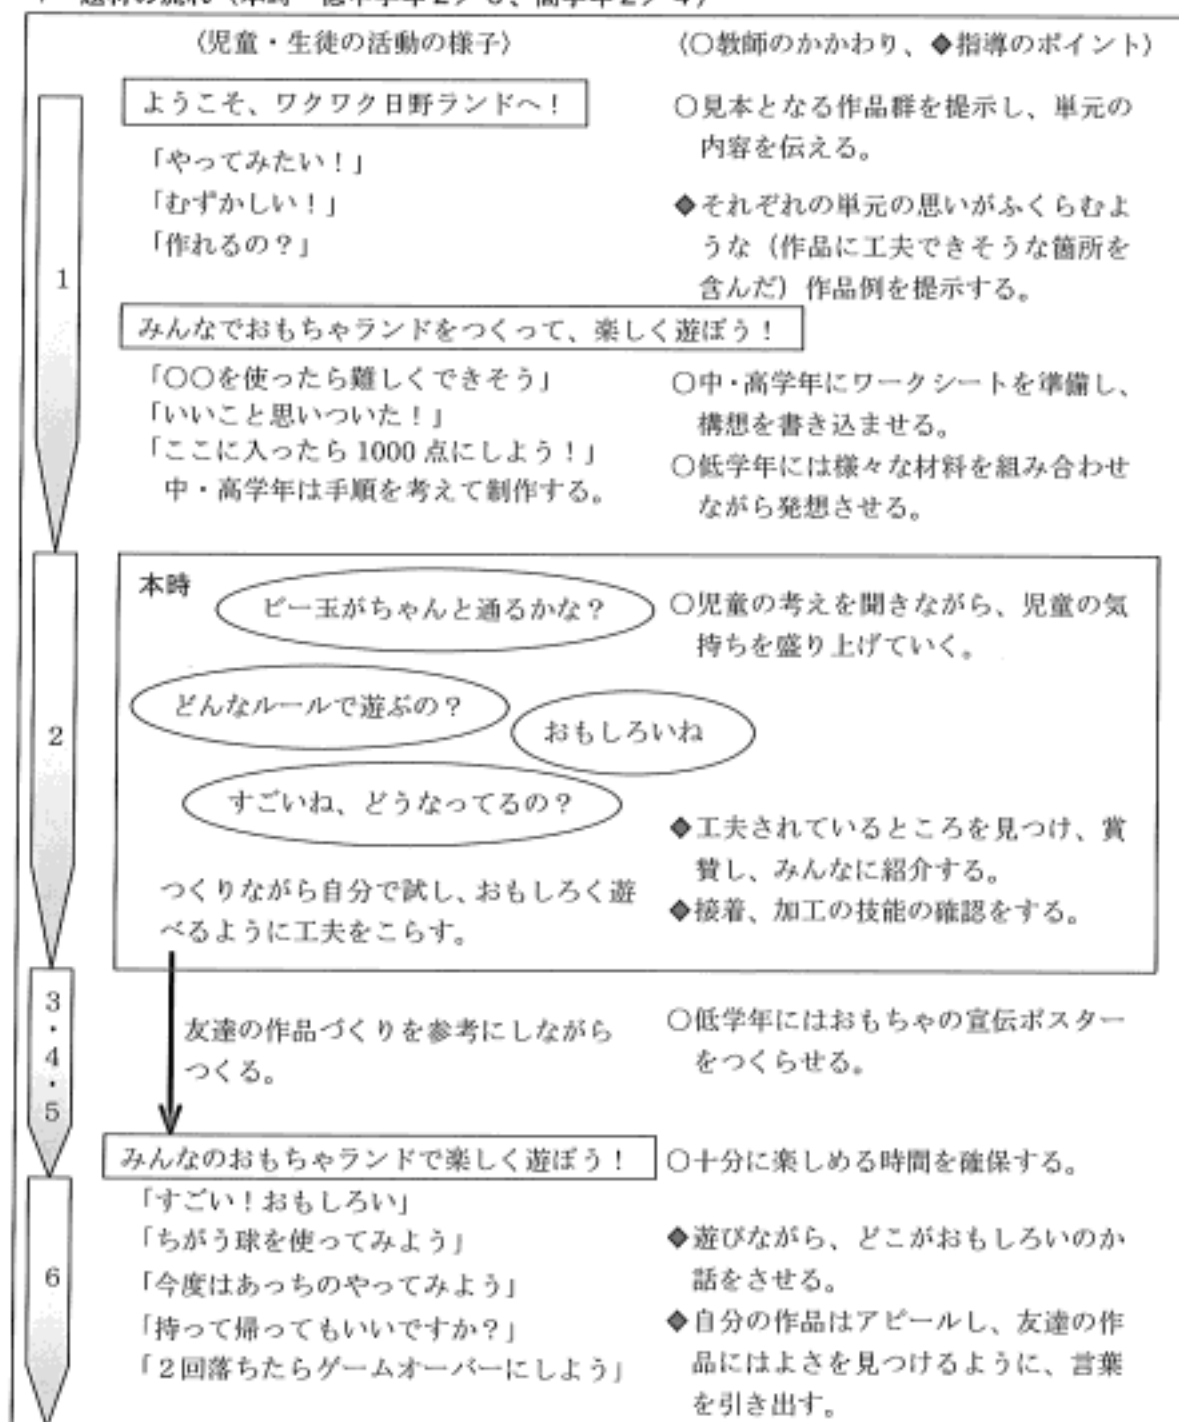 〈児童・生徒の活動の様子〉
（○教師のかかわり、◆指導のポイント）
1
ようこそ、ワクワク日野ランドへ！
「やってみたい！」
「むずかしい！」
「作れるの？」
○見本となる作品群を提示し、単元の
内容を伝える。
◆それぞれの単元の思いがふくらむよ
うな（作品に工夫できそうな箇所を
含んだ）作品例を提示する。
みんなでおもちゃランドをつくって、楽しく遊ぼう！
「○○を使ったら難しくできそう」
「いいこと思いついた！」
「ここに入ったら 1000 点にしよう！」
中・高学年は手順を考えて制作する。
○中・高学年にワークシートを準備し、
構想を書き込ませる。
○低学年には様々な材料を組み合わせ
ながら発想させる。
2
本時
ビー玉がちゃんと通るかな？
どんなルールで遊ぶの？
おもしろいね
すごいね、どうなってるの？
つくりながら自分で試し、おもしろく遊
べるように工夫をこらす。
○児童の考えを聞きながら、児童の気
持ちを盛り上げていく。
◆工夫されているところを見つけ、賞
賛し、みんなに紹介する。
◆接着、加工の技能の確認をする。
3
・
4
・
5
友達の作品づくりを参考にしながら
つくる。
○低学年にはおもちゃの宣伝ポスター
をつくらせる。
6
みんなのおもちゃランドで楽しく遊ぼう！
「すごい！おもしろい」
「ちがう球を使ってみよう」
「今度はあっちのやってみよう」
「持って帰ってもいいですか？」
「２回落ちたらゲームオーバーにしよう」
○十分に楽しめる時間を確保する。
◆遊びながら、どこがおもしろいのか
話をさせる。
◆自分の作品はアピールし、友達の作
品にはよさを見つけるように、言葉
を引き出す。